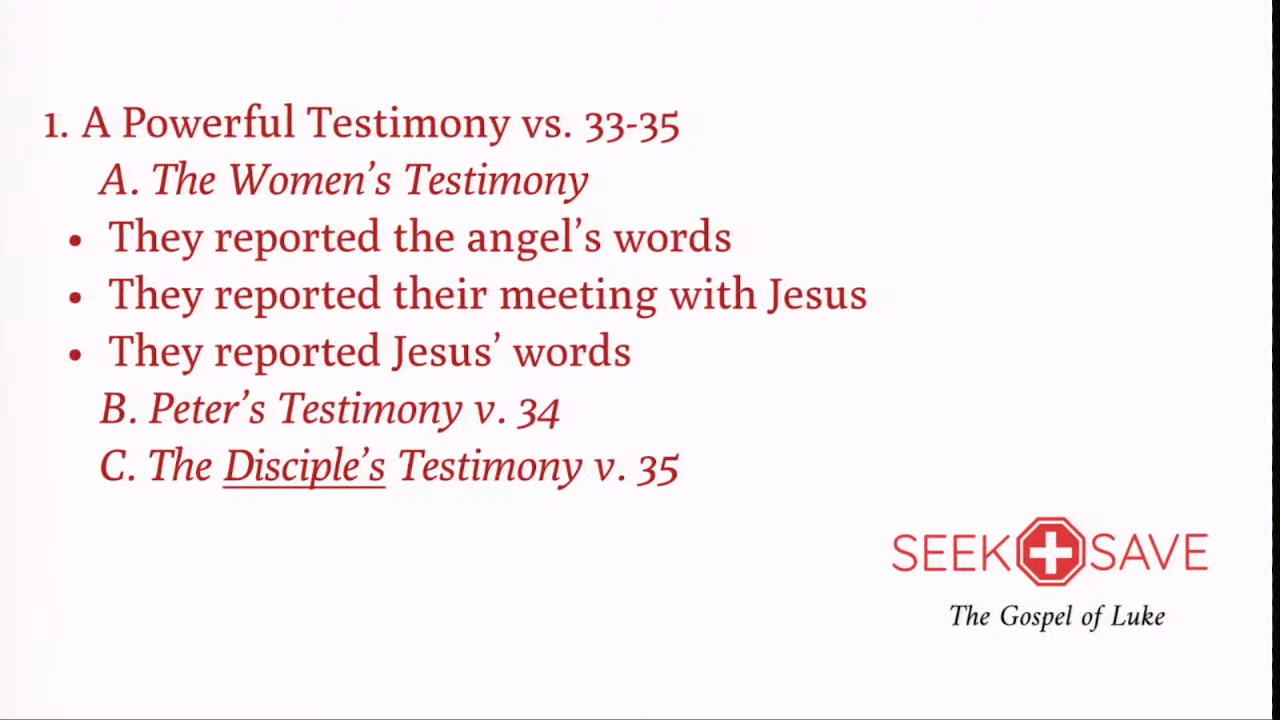 1. A Powerful Testimony vs. 33-35
A. The Women’s Testimony
• They reported the angel’s words
• They reported their meeting with Jesus
• They reported Jesus’ words
B. Peter’s Testimony v. 34
C. The Disciple’s Testimony v. 35
SEEK SAVE
The Gospel of Luke